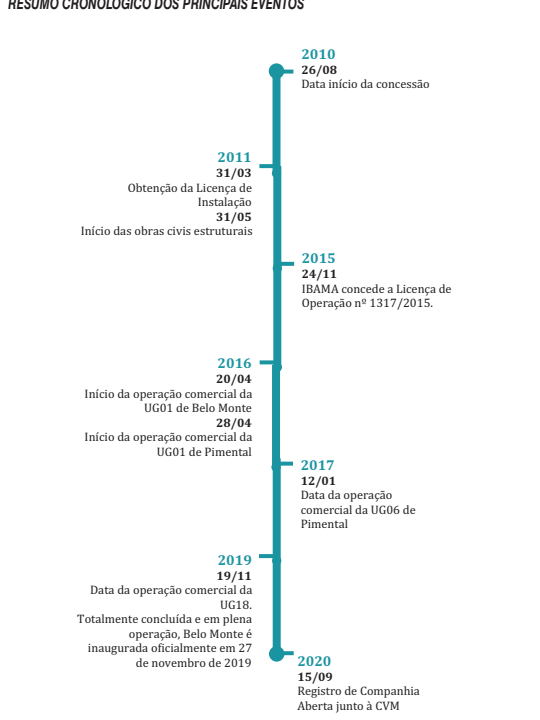 RESUMO CRONOLÓGICO DOS PRINCIPAIS EVENTOS
2010
26/08
Data início da concessão
2011
31/03
Obtenção da Licença de
Instalação
31/05
Início das obras civis estruturais
2015
24/11
IBAMA concede a Licença de
Operação nº 1317/2015.
2016
20/04
Início da operação comercial da
UG01 de Belo Monte
28/04
Início da operação comercial da
UG01 de Pimental
2017
12/01
Data da operação
comercial da UG06 de
Pimental
2019
19/11
Data da operação comercial da
UG18.
Totalmente concluída e em plena
operação, Belo Monte é
inaugurada oficialmente em 27
de novembro de 2019
2020
15/09
Registro de Companhia
Aberta junto à CVM